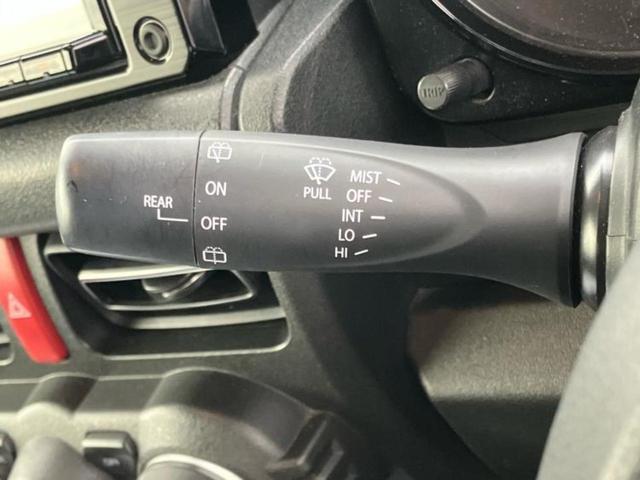 REAR
ON
OFF
PULL
MIST
OFF
INT
LO
HI
TRIP